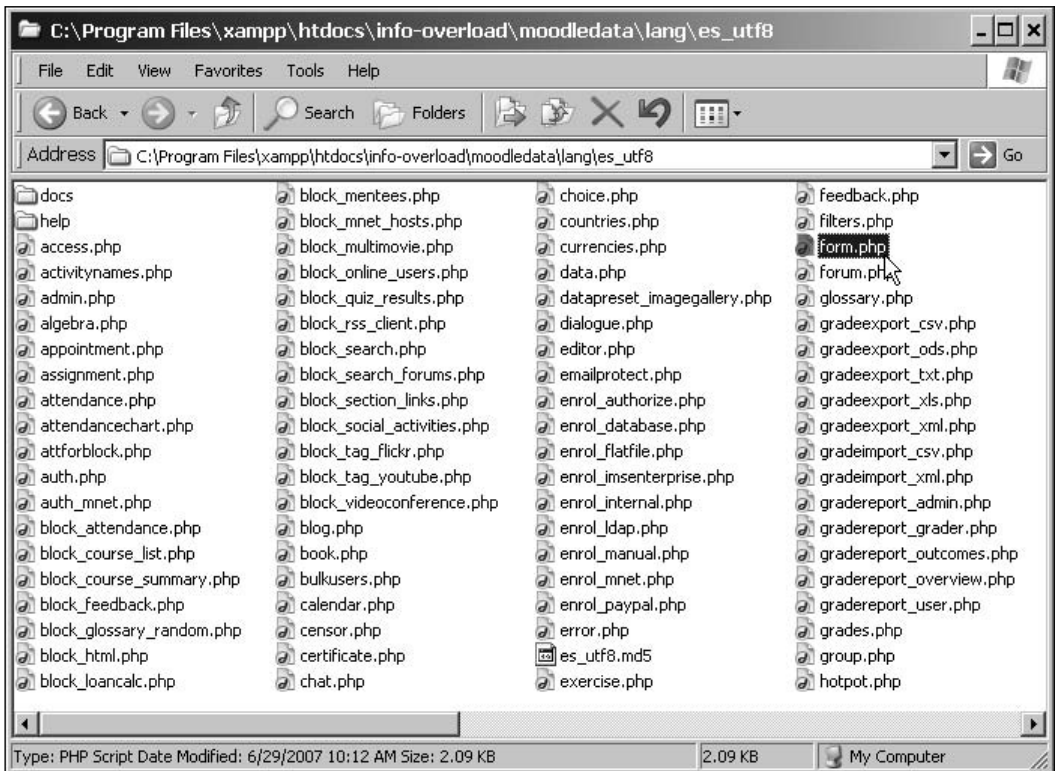 C:\Program Files\xampp\htdocs\info-overload\moodledata\lang\es_utf8
File Edit View Favorites Tools Help
Back Search Folders
Address C:\Program Files\xampp\htdocs\info-overload\moodledata\lang\es_utf8 Go
docs
help
access.php
activitynames.php
admin.php
algebra.php
appointment.php
assignment.php
attendance.php
attendancechart.php
attforblock.php
auth.php
auth_mnet.php
block_attendance.php
block_course_list.php
block_course_summary.php
block_feedback.php
block_glossary_random.php
block_html.php
block_loancalc.php
block_mentees.php
block_mnet_hosts.php
block_multimovie.php
block_online_users.php
block_quiz_results.php
block_rss_client.php
block_search.php
block_search_forums.php
block_section_links.php
block_social_activities.php
block_tag_flickr.php
block_tag_youtube.php
block_videoconference.php
blog.php
book.php
bulkusers.php
calendar.php
censor.php
certificate.php
chat.php
choice.php
countries.php
currencies.php
data.php
datapreset_imagegallery.php
dialogue.php
editor.php
emailprotect.php
enrol_authorize.php
enrol_database.php
enrol_flatfile.php
enrol_imsenterprise.php
enrol_internal.php
enrol_ldap.php
enrol_manual.php
enrol_mnet.php
enrol_paypal.php
error.php
es_utf8.md5
exercise.php
feedback.php
filters.php
form.php
forum.php
glossary.php
gradeexport_csv.php
gradeexport_ods.php
gradeexport_txt.php
gradeexport_xls.php
gradeexport_xml.php
gradeimport_csv.php
gradeimport_xml.php
gradereport_admin.php
gradereport_grader.php
gradereport_outcomes.php
gradereport_overview.php
gradereport_user.php
grades.php
group.php
hotpot.php
Type: PHP Script Date Modified: 6/29/2007 10:12 AM Size: 2.09 KB 2.09 KB My Computer